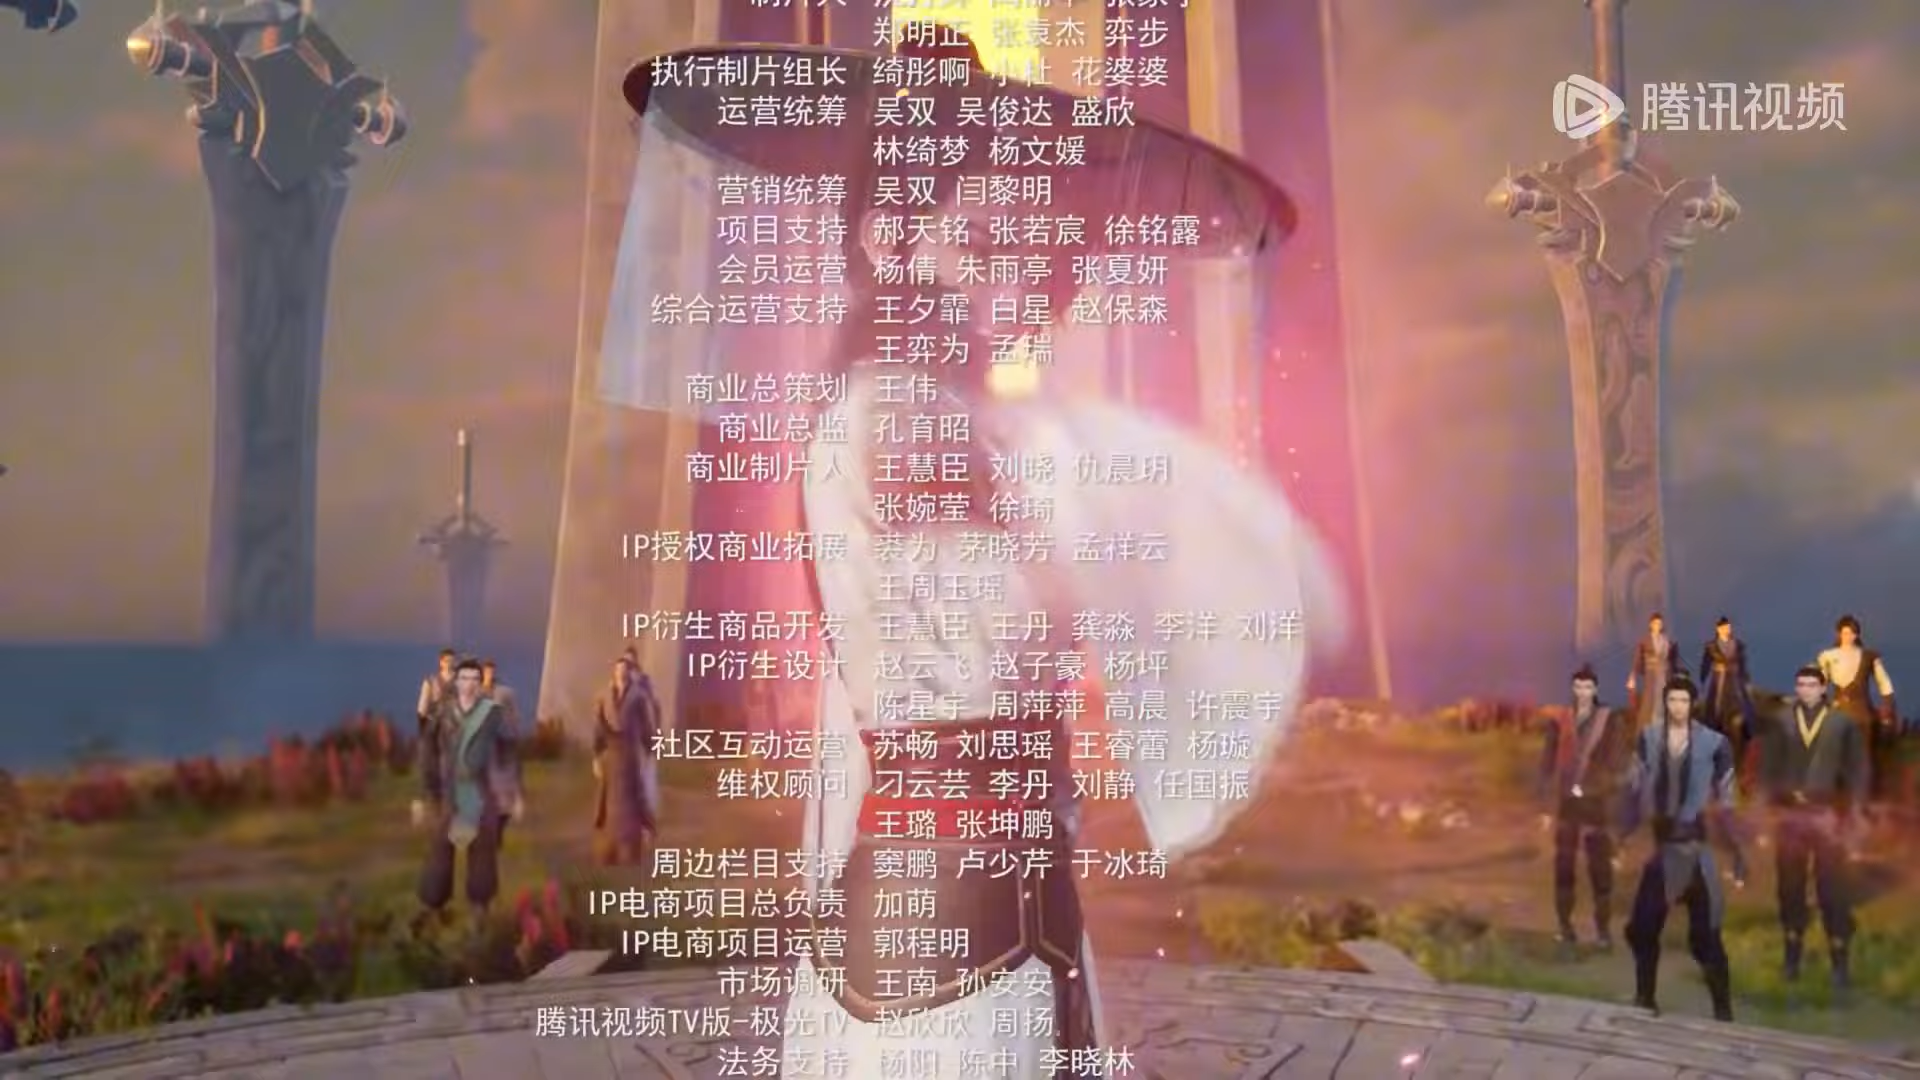 郑明正 张袁杰 弈步
执行制片组长 绮彤啊 小杜 花婆婆
腾讯视频
运营统筹 吴双 吴俊达 盛欣
林绮梦 杨文媛
营销统筹 吴双 闫黎明
项目支持 郝天铭 张若宸 徐铭露
会员运营 杨倩 朱雨亭 张夏妍
综合运营支持 王夕霏 白星 赵保森
王弈为 孟瑞
商业总策划 王伟
商业总监 孔育昭
商业制片人 王慧臣 刘晓 仇晨玥
张婉莹 徐琦
IP授权商业拓展 裘为 茅晓芳 孟祥云
王周玉瑶
IP衍生商品开发 王慧臣 王丹 龚淼 李洋 刘洋
IP衍生设计 赵云飞 赵子豪 杨坪
陈星宇 周萍萍 高晨 许震宇
社区互动运营 苏畅 刘思瑶 王睿蕾 杨璇
维权顾问 刁云芸 李丹 刘静 任国振
王璐 张坤鹏
周边栏目支持 窦鹏 卢少芹 于冰琦
IP电商项目总负责 加萌
IP电商项目运营 郭程明
市场调研 王南 孙安安
腾讯视频TV版-极光TV 赵欣欣 周扬
法务支持 杨阳 陈中 李晓林